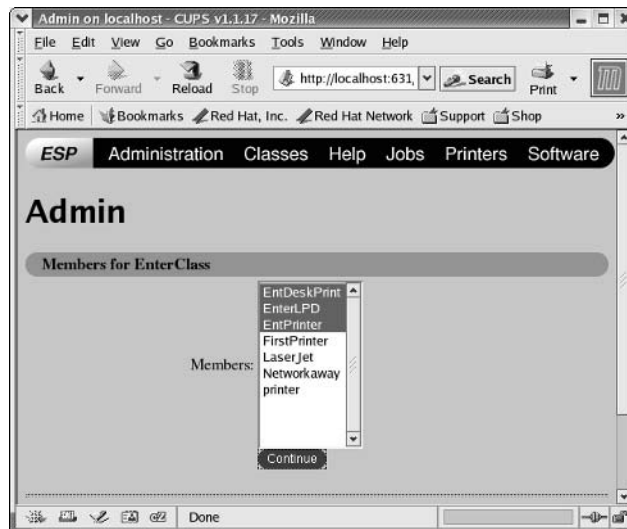 Admin on localhost - CUPS v1.1.17 - Mozilla
File Edit View Go Bookmarks Tools Window Help
Back Forward Reload Stop http://localhost:631, Search Print
Home Bookmarks Red Hat, Inc. Red Hat Network Support Shop »
ESP Administration Classes Help Jobs Printers Software
Admin
Members for EnterClass
EntDeskPrint
EnterLPD
EntPrinter
FirstPrinter
LaserJet
Members: Networkaway
printer
Continue
Done